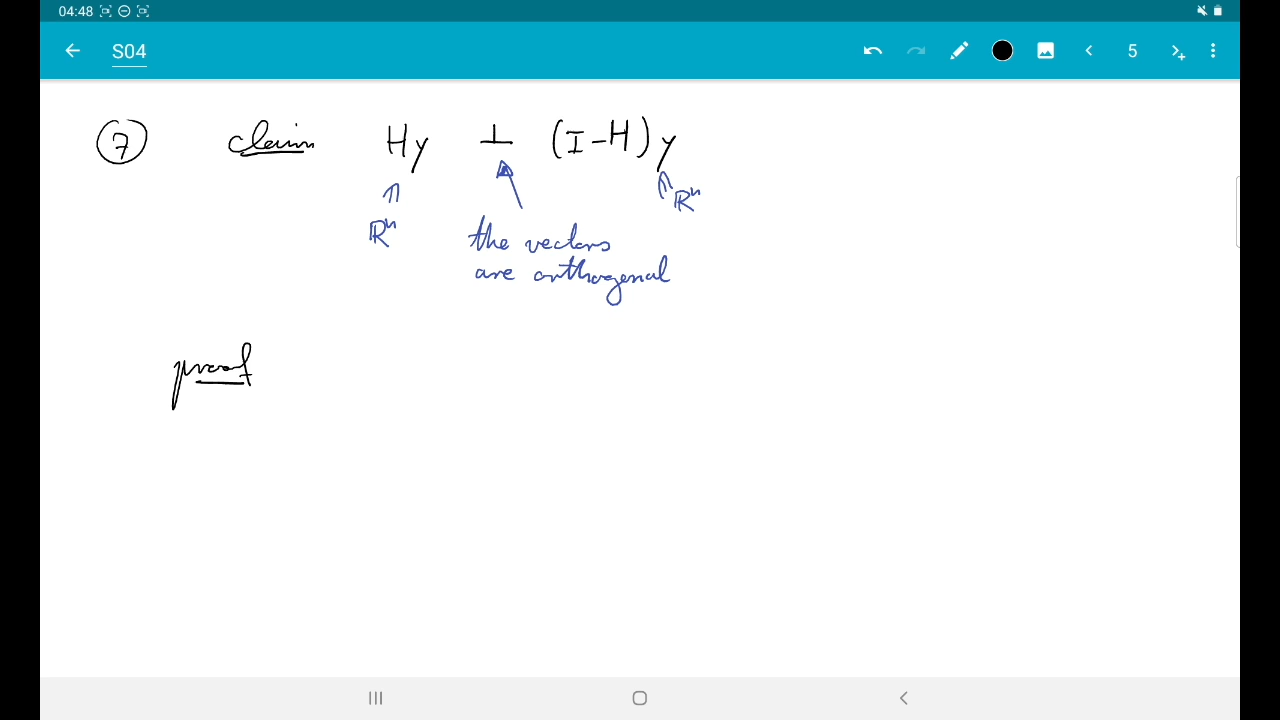 04:48
S04
5
7 claim Hy ⊥ (I-H)y
ℝⁿ
ℝⁿ
the vectors
are orthogonal
proof